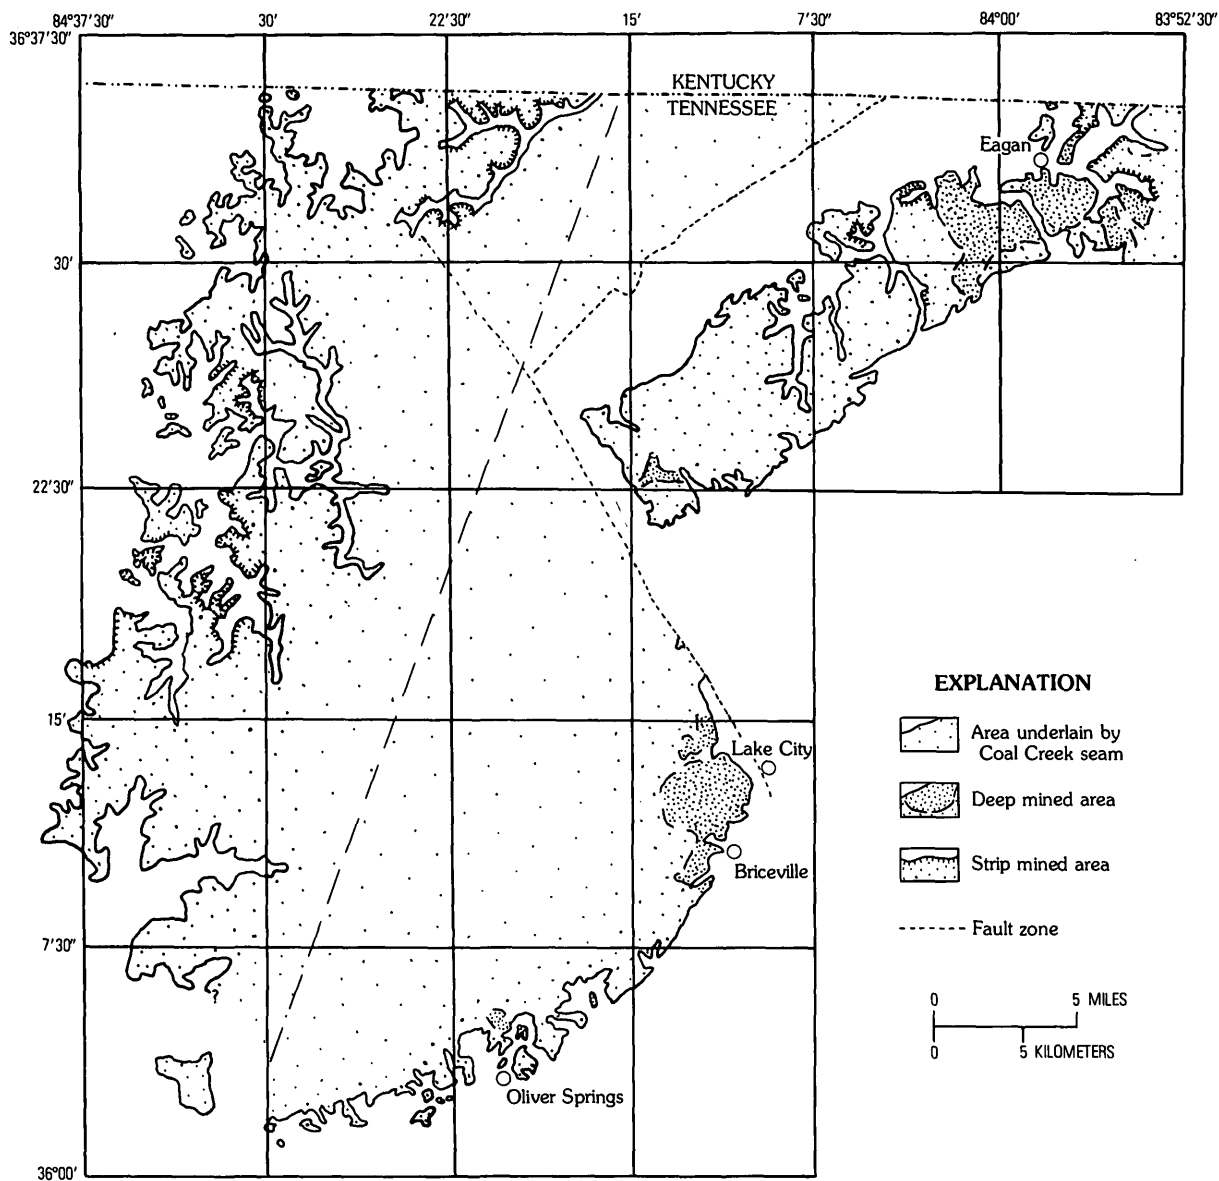 84°37'30" 30' 22'30" 15' 7'30" 84°00' 83°52'30"
36°37'30"
KENTUCKY
TENNESSEE
Eagan
30'
22'30"
15'
Lake City
Briceville
7'30"
?
Oliver Springs
36°00'
EXPLANATION
Area underlain by
Coal Creek seam
Deep mined area
Strip mined area
Fault zone
0 5 MILES
0 5 KILOMETERS